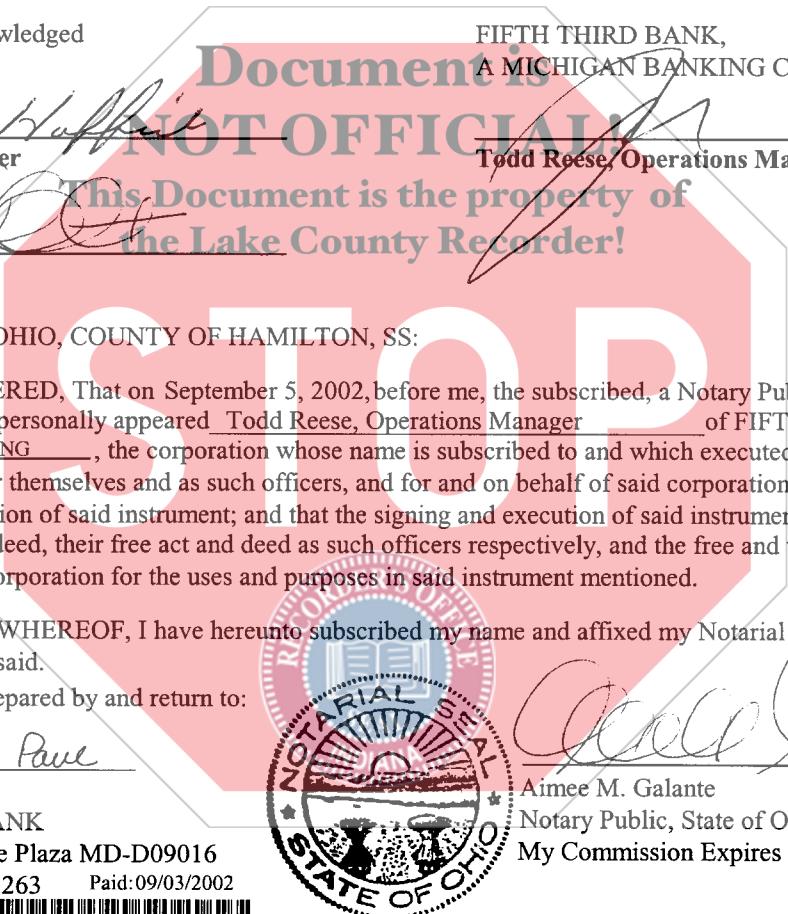 wledged
FIFTH THIRD BANK,
A MICHIGAN BANKING C
Document is
NOT OFFICIAL!
This Document is the property of
the Lake County Recorder!
er
Todd Reese, Operations Ma
STOP
OHIO, COUNTY OF HAMILTON, SS:
ERED, That on September 5, 2002, before me, the subscribed, a Notary Pu
personally appeared Todd Reese, Operations Manager of FIFT
NG , the corporation whose name is subscribed to and which executed
r themselves and as such officers, and for and on behalf of said corporation
ion of said instrument; and that the signing and execution of said instrumen
deed, their free act and deed as such officers respectively, and the free and
orporation for the uses and purposes in said instrument mentioned.
WHEREOF, I have hereunto subscribed my name and affixed my Notarial
said.
epared by and return to:
RECORDER'S OFFICE
INDIANA
NOTARIAL SEAL
STATE OF OHIO
Paul
Aimee M. Galante
ANK
Notary Public, State of O
e Plaza MD-D09016
My Commission Expires
263 Paid:09/03/2002